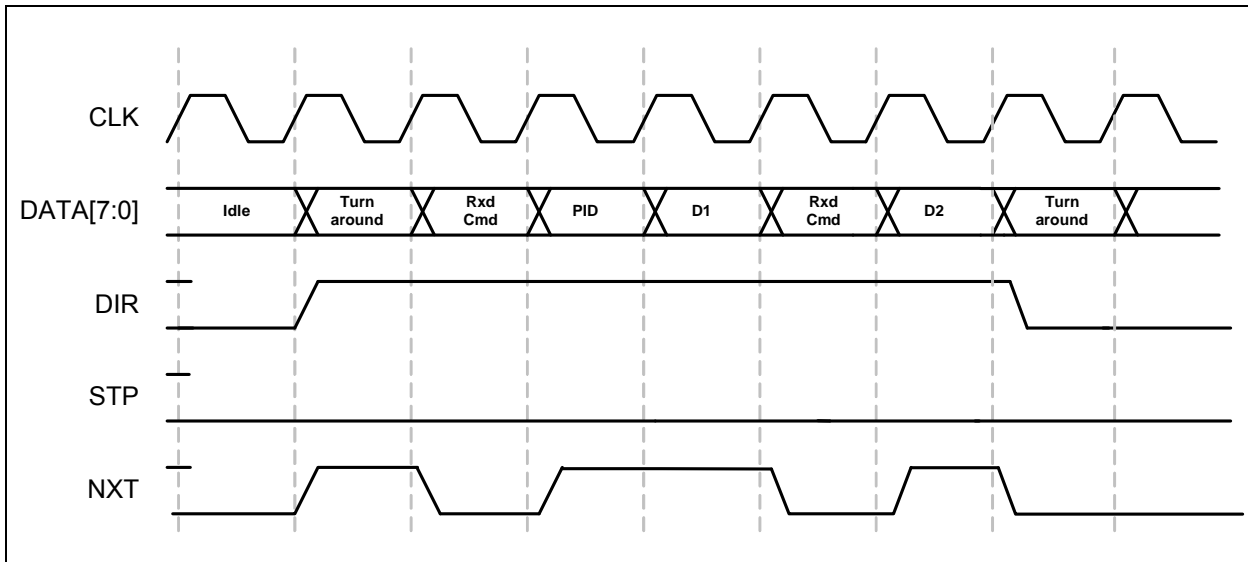 CLK
DATA[7:0]
Idle
Turn
around
Rxd
Cmd
PID
D1
Rxd
Cmd
D2
Turn
around
DIR
STP
NXT